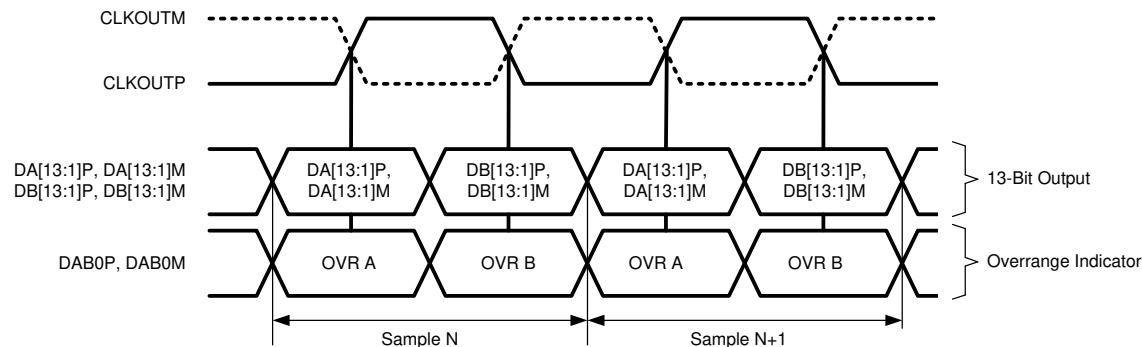 CLKOUTM
CLKOUTP
DA[13:1]P, DA[13:1]M
DB[13:1]P, DB[13:1]M
DA[13:1]P,
DA[13:1]M
DB[13:1]P,
DB[13:1]M
DA[13:1]P,
DA[13:1]M
DB[13:1]P,
DB[13:1]M
13-Bit Output
DAB0P, DAB0M
OVR A
OVR B
OVR A
OVR B
Overrange Indicator
Sample N
Sample N+1